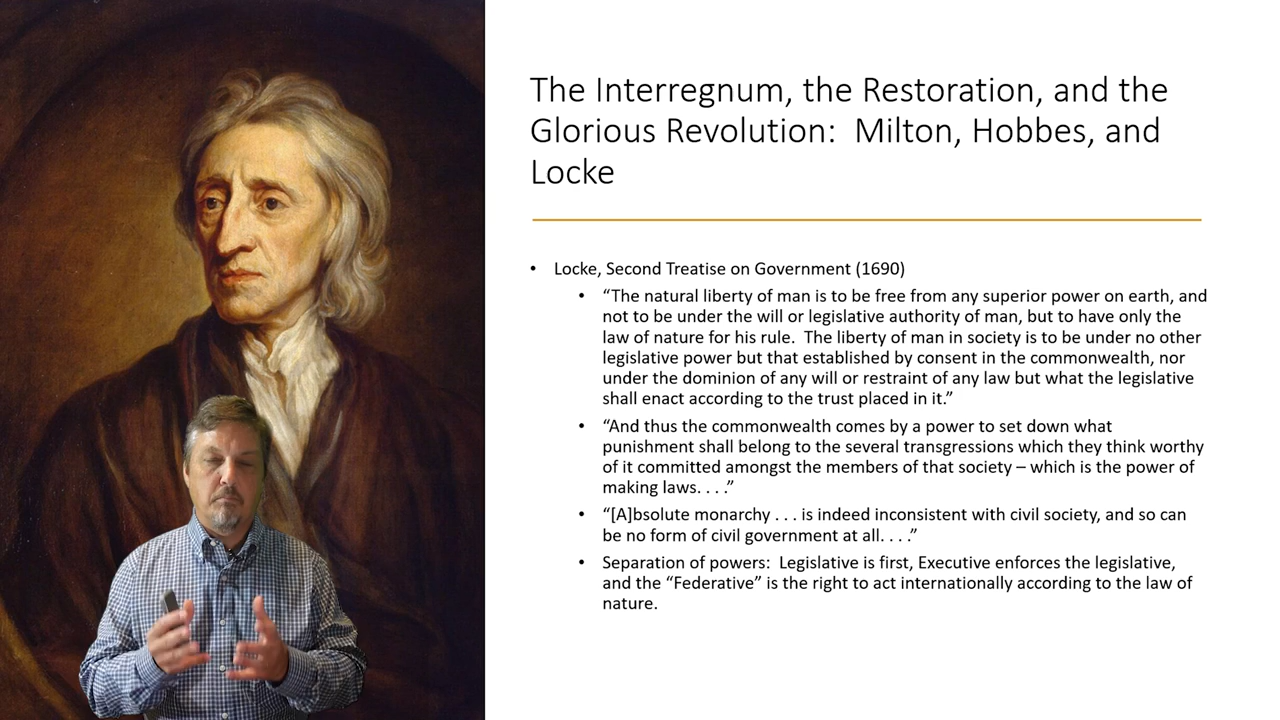 The Interregnum, the Restoration, and the
Glorious Revolution:  Milton, Hobbes, and
Locke
• Locke, Second Treatise on Government (1690)
• “The natural liberty of man is to be free from any superior power on earth, and
not to be under the will or legislative authority of man, but to have only the
law of nature for his rule.  The liberty of man in society is to be under no other
legislative power but that established by consent in the commonwealth, nor
under the dominion of any will or restraint of any law but what the legislative
shall enact according to the trust placed in it.”
• “And thus the commonwealth comes by a power to set down what
punishment shall belong to the several transgressions which they think worthy
of it committed amongst the members of that society – which is the power of
making laws. . . .”
• “[A]bsolute monarchy . . . is indeed inconsistent with civil society, and so can
be no form of civil government at all. . . .”
• Separation of powers:  Legislative is first, Executive enforces the legislative,
and the “Federative” is the right to act internationally according to the law of
nature.